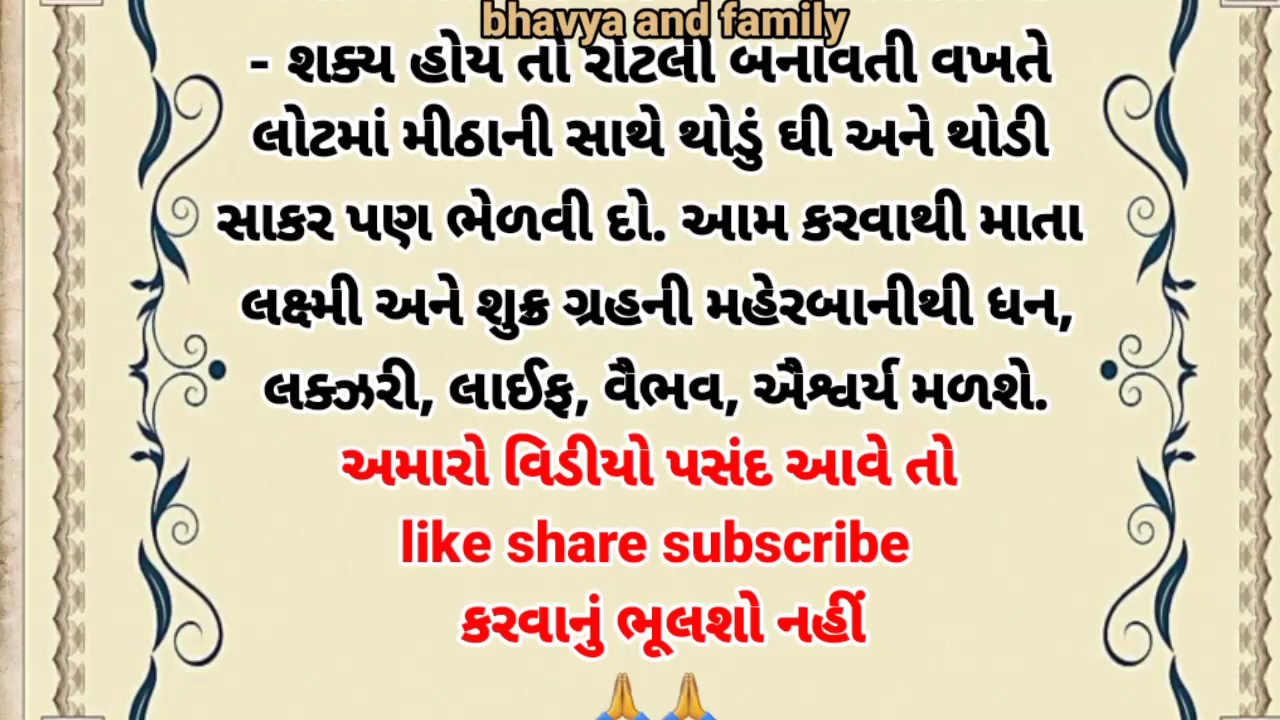 bhavya and family
- શક્ય હોય તો રોટલી બનાવતી વખતે
લોટમાં મીઠાની સાથે થોડું ઘી અને થોડી
સાકર પણ ભેળવી દો. આમ કરવાથી માતા
લક્ષ્મી અને શુક્ર ગ્રહની મહેરબાનીથી ધન,
લક્ઝરી, લાઈફ, વૈભવ, ઐશ્વર્ય મળશે.
અમારો વિડીયો પસંદ આવે તો
like share subscribe
કરવાનું ભૂલશો નહીં
🙏 🙏